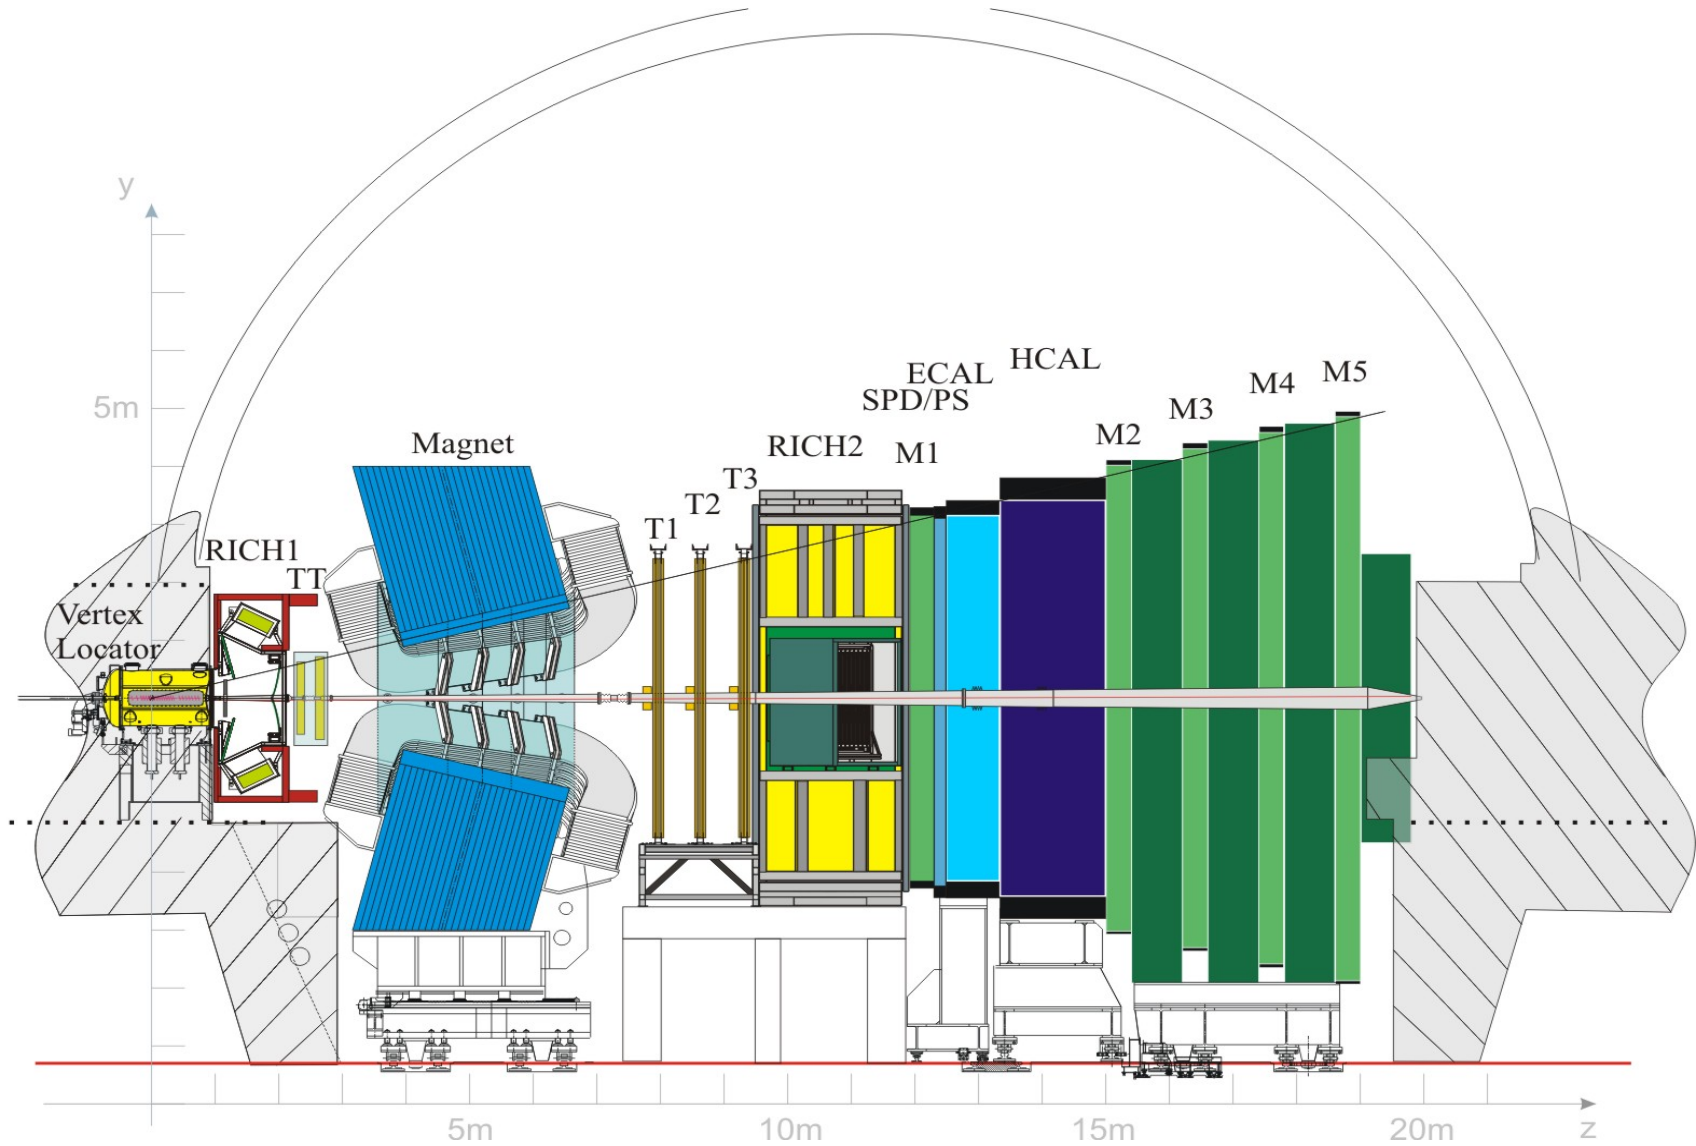 y
5m
HCAL
ECAL
SPD/PS
M5
M4
M3
M2
Magnet
RICH2
M1
T3
T2
T1
RICH1
TT
Vertex
Locator
5m
10m
15m
20m
z